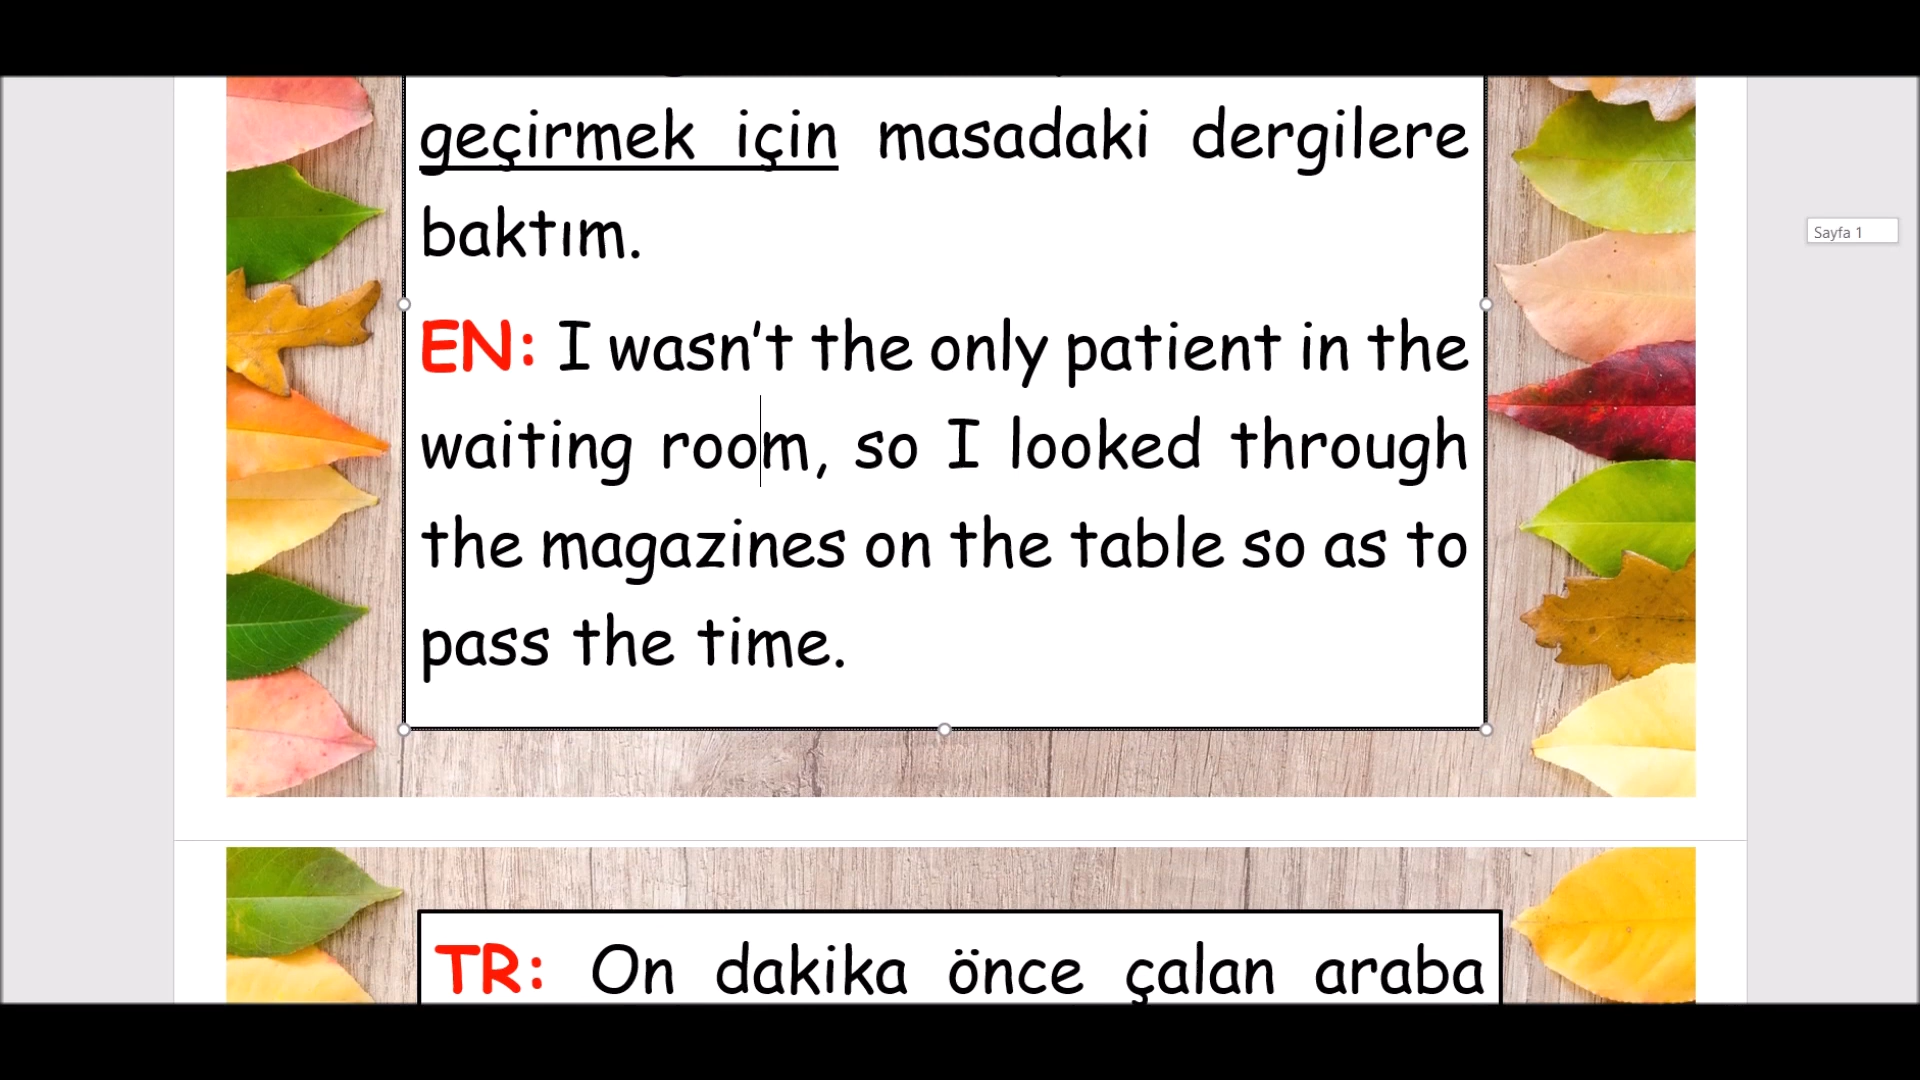 geçirmek için masadaki dergilere
baktım.
EN: I wasn’t the only patient in the
waiting room, so I looked through
the magazines on the table so as to
pass the time.
Sayfa 1
TR: On dakika önce çalan araba